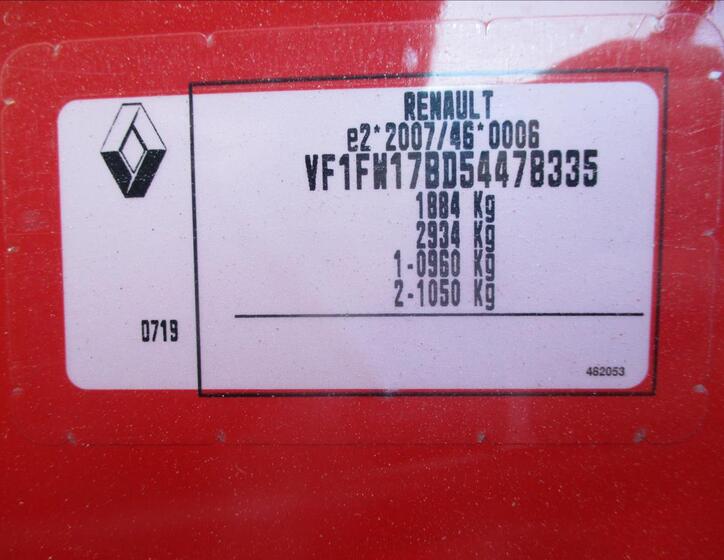 RENAULT
e2*2007/46*0006
VF1FW17BD54478335
1884 Kg
2934 Kg
1-0960 Kg
2-1050 Kg
0719
462053